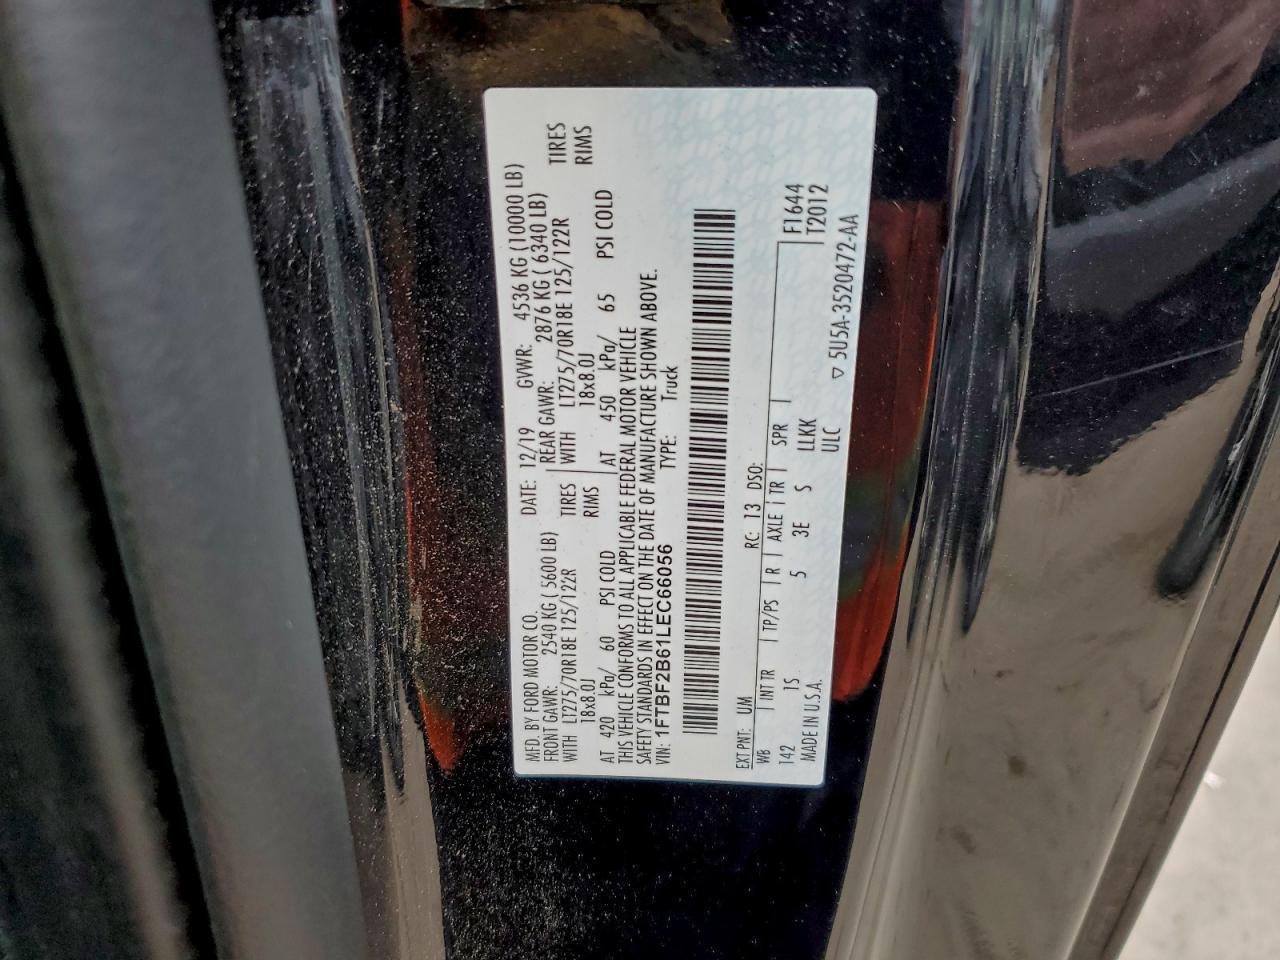 MFD. BY FORD MOTOR CO. DATE: 12/19 GVWR: 4536 KG (10000 LB)
FRONT GAWR: 2540 KG ( 5600 LB) REAR GAWR: 2876 KG ( 6340 LB)
WITH LT275/70R18E 125/122R TIRES WITH LT275/70R18E 125/122R TIRES
18x8.0J RIMS 18x8.0J RIMS
AT 420 kPa/ 60 PSI COLD AT 450 kPa/ 65 PSI COLD
THIS VEHICLE CONFORMS TO ALL APPLICABLE FEDERAL MOTOR VEHICLE
SAFETY STANDARDS IN EFFECT ON THE DATE OF MANUFACTURE SHOWN ABOVE.
VIN: 1FTBF2B61LEC66056 TYPE: Truck
EXT PNT: UM RC: 13 DSO:
WB INT TR TP/PS R AXLE TR SPR F1644
142 1S 5 3E S LLKK T2012
MADE IN U.S.A. ULC
▽ 5U5A-3520472-AA